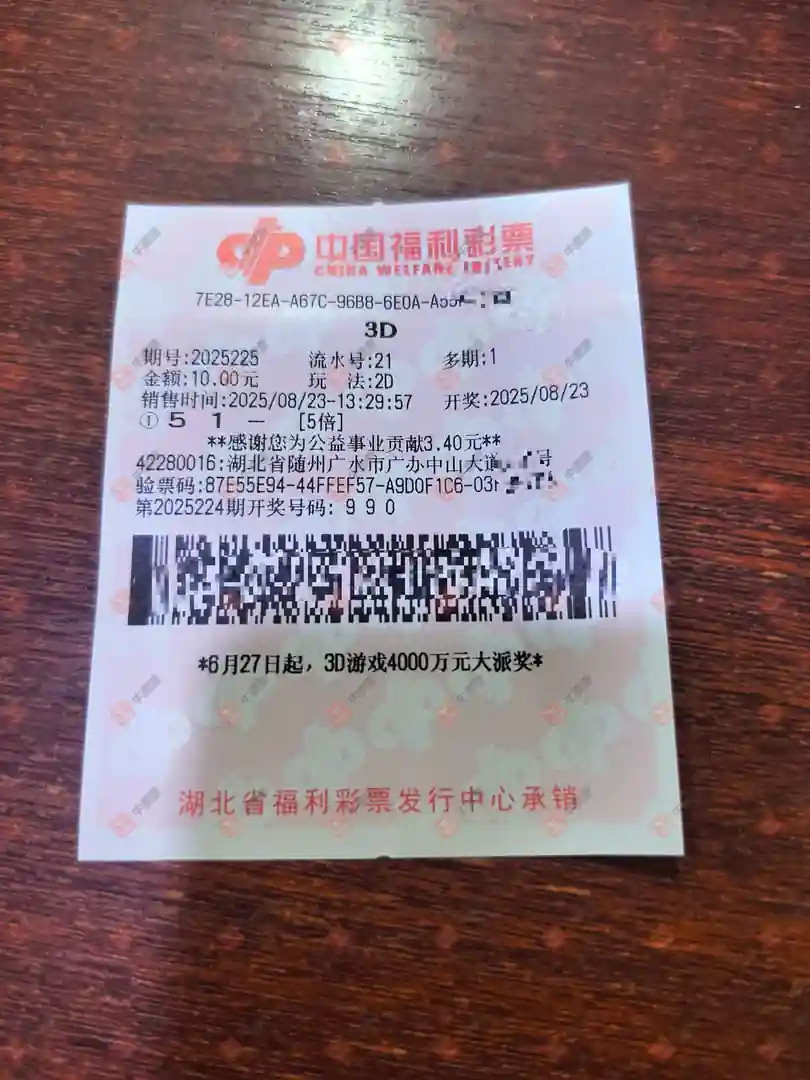 中国福利彩票
CHINA WELFARE LOTTERY
7E28-12EA-A67C-96B8-6E0A-A55
3D
期号:2025225 流水号:21 多期:1
金额:10.00元 玩 法:2D
销售时间:2025/08/23-13:29:57 开奖:2025/08/23
① 5 1 – [5倍]
**感谢您为公益事业贡献3.40元**
42280016:湖北省随州广水市广办中山大道 号
验票码:87E55E94-44FFEF57-A9D0F1C6-03
第2025224期开奖号码: 9 9 0
*6月27日起，3D游戏4000万元大派奖*
湖北省福利彩票发行中心承销